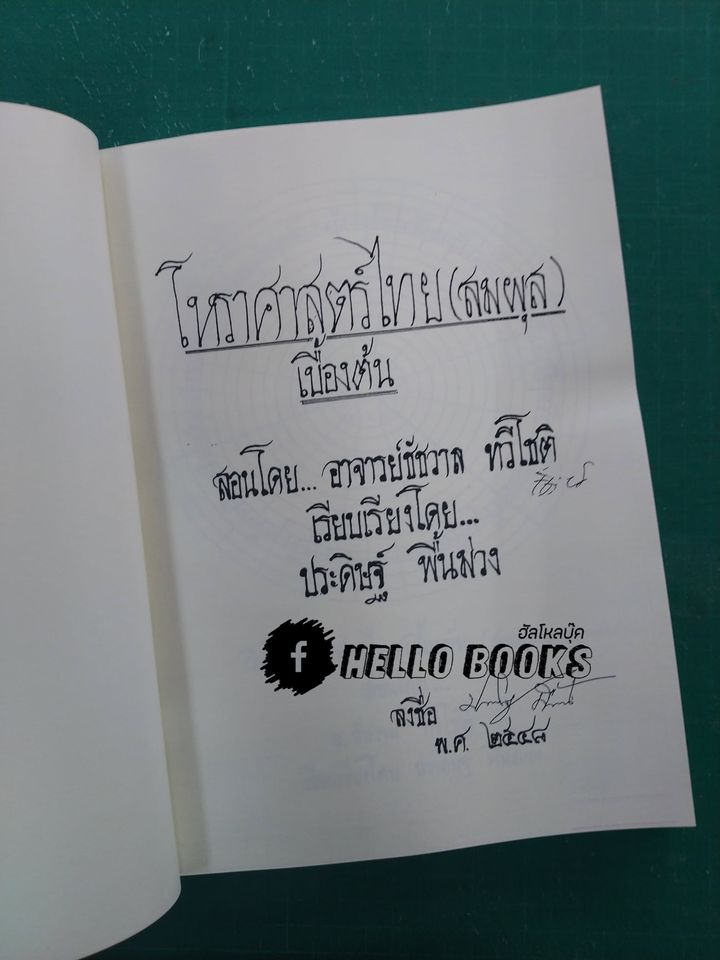 โหราศาสตร์ไทย(สมผุส)
เบื้องต้น
สอนโดย... อาจารย์ชัชวาล ทวีโชติ
เรียบเรียงโดย...
ประดิษฐ์ พื้นม่วง
ฮัลโหลบุ๊ค
f HELLO BOOKS
ลงชื่อ
พ.ศ. ๒๕๔๘